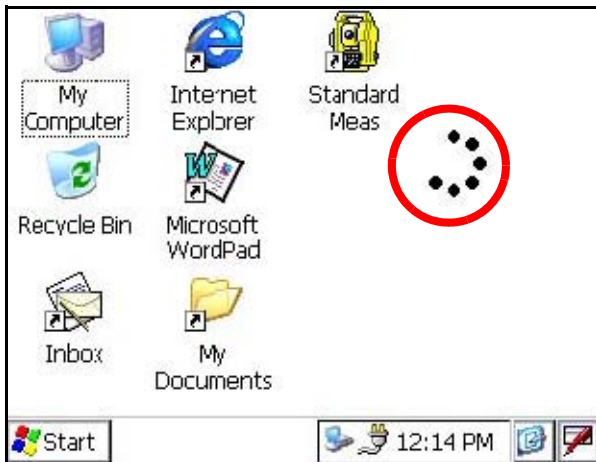 My
Computer
Internet
Explorer
Standard
Meas
Recycle Bin
Microsoft
WordPad
Inbox
My
Documents
Start
12:14 PM